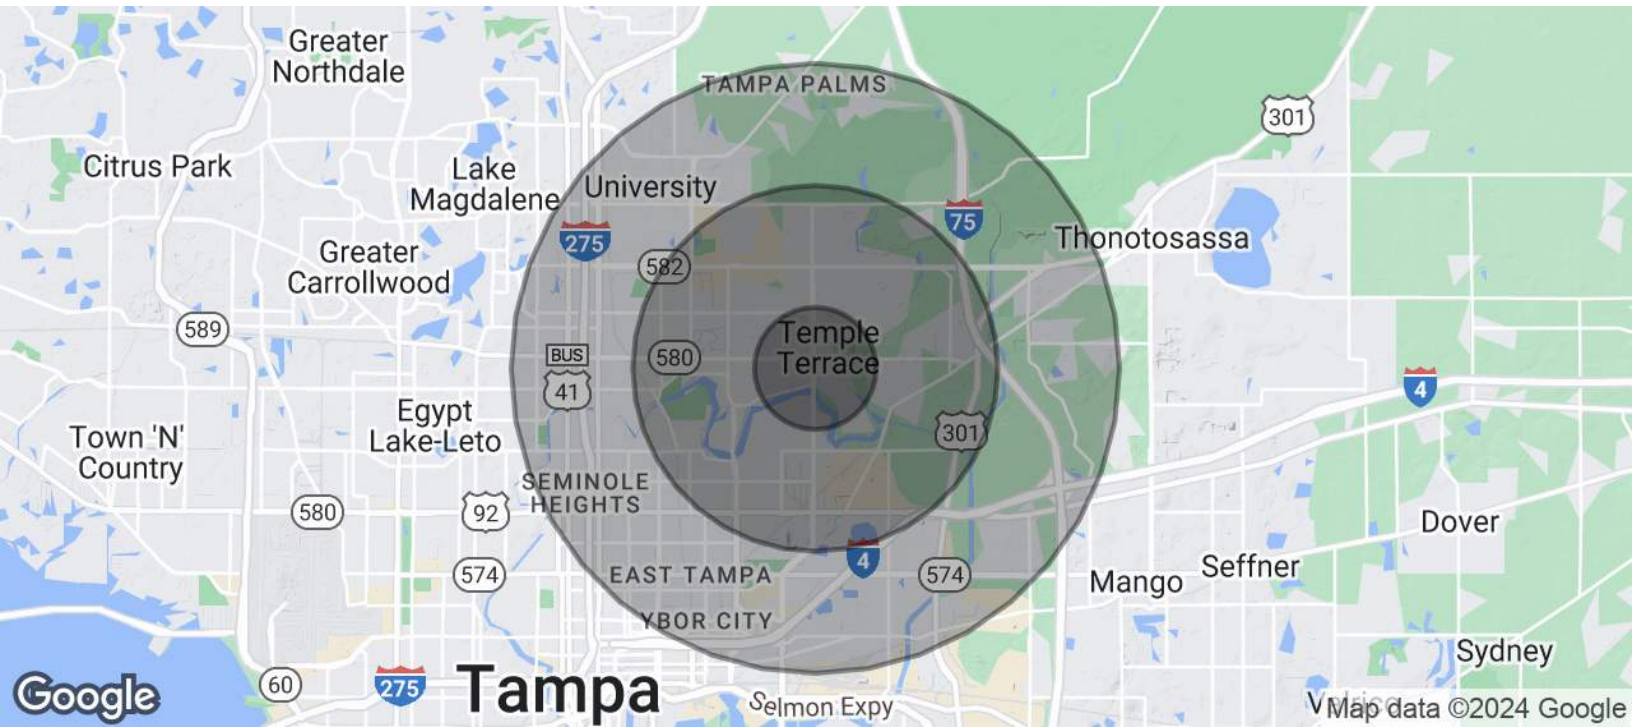 Greater
Northdale
TAMPA PALMS
301
Citrus Park
Lake
Magdalene
University
275
75
Thonotosassa
Greater
Carrollwood
582
589
Temple
Terrace
BUS
41
580
4
Egypt
Lake-Leto
301
Town 'N'
Country
SEMINOLE
HEIGHTS
580
92
Dover
4
574
EAST TAMPA
574
Mango
Seffner
YBOR CITY
Sydney
60
275
Tampa
Selmon Expy
Google
Map data ©2024 Google